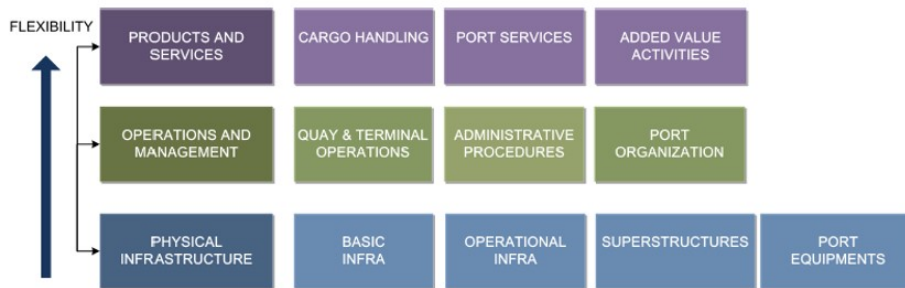 FLEXIBILITY
PRODUCTS AND
SERVICES
CARGO HANDLING
PORT SERVICES
ADDED VALUE
ACTIVITIES
OPERATIONS AND
MANAGEMENT
QUAY & TERMINAL
OPERATIONS
ADMINISTRATIVE
PROCEDURES
PORT
ORGANIZATION
PHYSICAL
INFRASTRUCTURE
BASIC
INFRA
OPERATIONAL
INFRA
SUPERSTRUCTURES
PORT
EQUIPMENTS